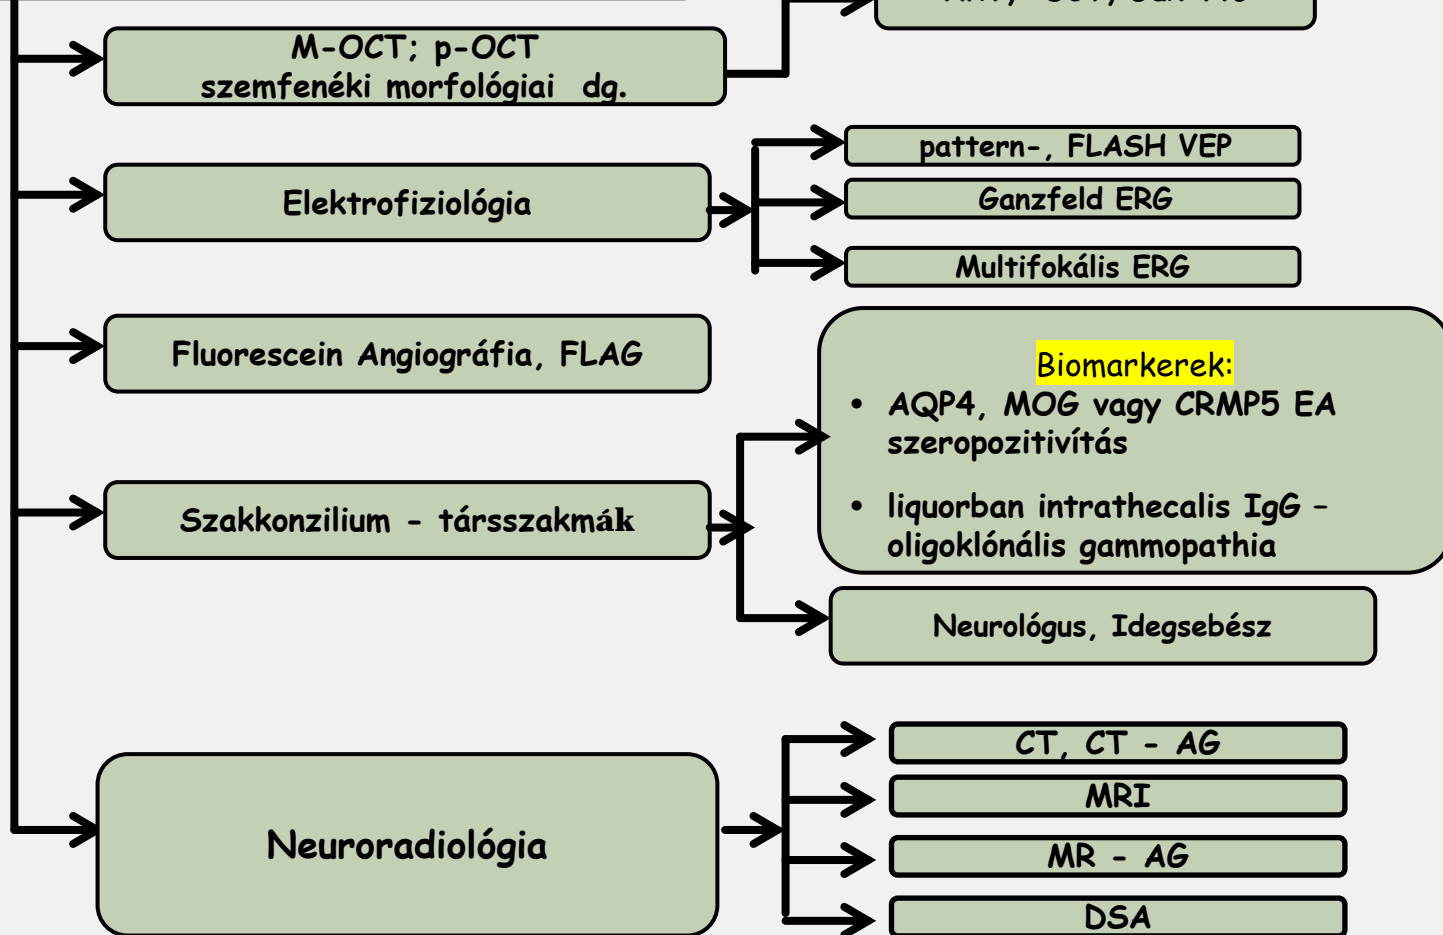 M-OCT; p-OCT
szemfenéki morfológiai dg.
pattern-, FLASH VEP
Elektrofiziológia
Ganzfeld ERG
Multifokális ERG
Fluorescein Angiográfia, FLAG
Biomarkerek:
• AQP4, MOG vagy CRMP5 EA
szeropozitivítás
Szakkonzilium - társszakmák
• liquorban intrathecalis IgG –
oligoklónális gammopathia
Neurológus, Idegsebész
CT, CT - AG
MRI
Neuroradiológia
MR - AG
DSA